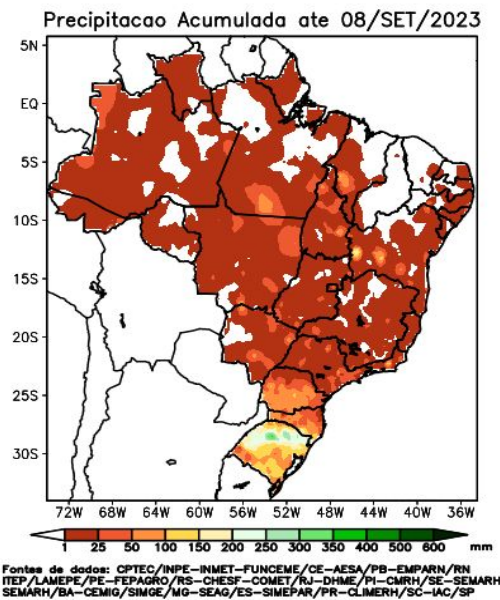 Precipitacao Acumulada ate 08/SET/2023
5N
EQ
5S
10S
15S
20S
25S
30S
72W 68W 64W 60W 56W 52W 48W 44W 40W 36W
1 25 50 100 150 200 250 300 350 400 500 600 mm
Fontes de dados: CPTEC/INPE-INMET-FUNCEME/CE-AESA/PB-EMPARN/RN
ITEP/LAMEPE/PE-FEPAGRO/RS-CHESF-COMET/RJ-DHME/PI-CMRH/SE-SEMARH
SEMARH/BA-CEMIG/SIMGE/MG-SEAG/ES-SIMEPAR/PR-CLIMERH/SC-IAC/SP